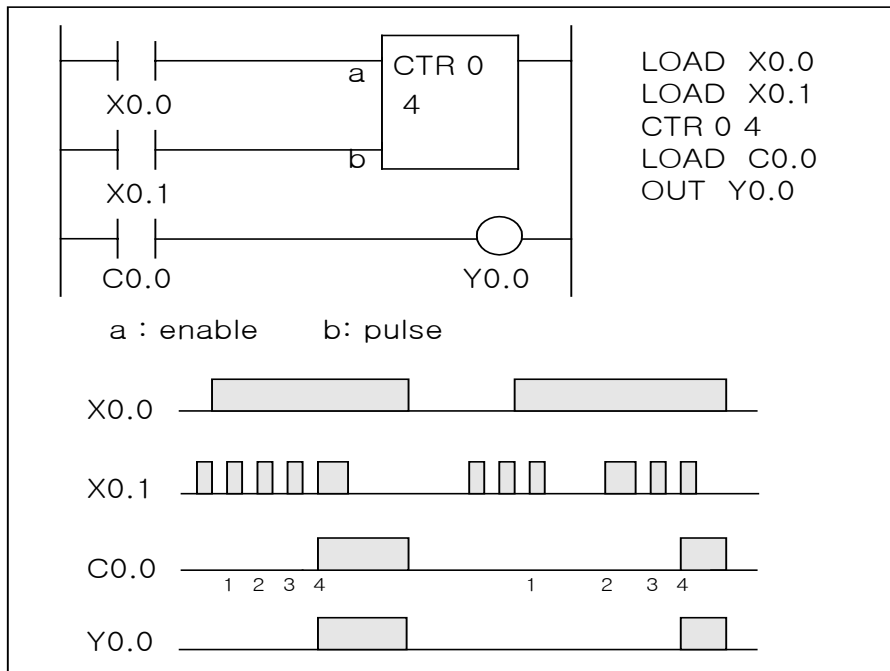 a CTR 0
4
X0.0
b
X0.1
C0.0 Y0.0
LOAD X0.0
LOAD X0.1
CTR 0 4
LOAD C0.0
OUT Y0.0
a : enable b: pulse
X0.0
X0.1
C0.0
1 2 3 4 1 2 3 4
Y0.0